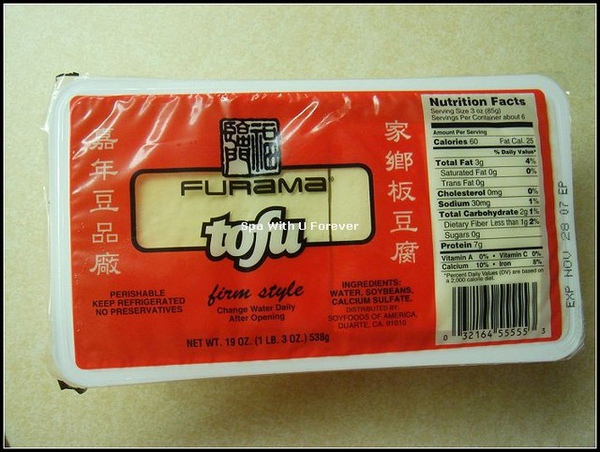 嘉年豆品廠
福臨門
家鄉板豆腐
FURAMA®
Spa With U Forever
tofu
firm style
Change Water Daily
After Opening
PERISHABLE
KEEP REFRIGERATED
NO PRESERVATIVES
INGREDIENTS:
WATER, SOYBEANS,
CALCIUM SULFATE.
DISTRIBUTED BY
SOYFOODS OF AMERICA,
DUARTE, CA. 91010
NET WT. 19 OZ. (1 LB. 3 OZ.) 538g
Nutrition Facts
Serving Size 3 oz (85g)
Servings Per Container about 6
Amount Per Serving
Calories 60 Fat Cal. 25
% Daily Value*
Total Fat 3g 4%
Saturated Fat 0g 0%
Trans Fat 0g
Cholesterol 0mg 0%
Sodium 30mg 1%
Total Carbohydrate 2g 1%
Dietary Fiber Less than 1g 2%
Sugars 0g
Protein 7g
Vitamin A 0% • Vitamin C 0%
Calcium 10% • Iron 8%
*Percent Daily Values (DV) are based on
a 2,000 calorie diet.
0 32164 55555 3
EXP NOV 28 07 EP